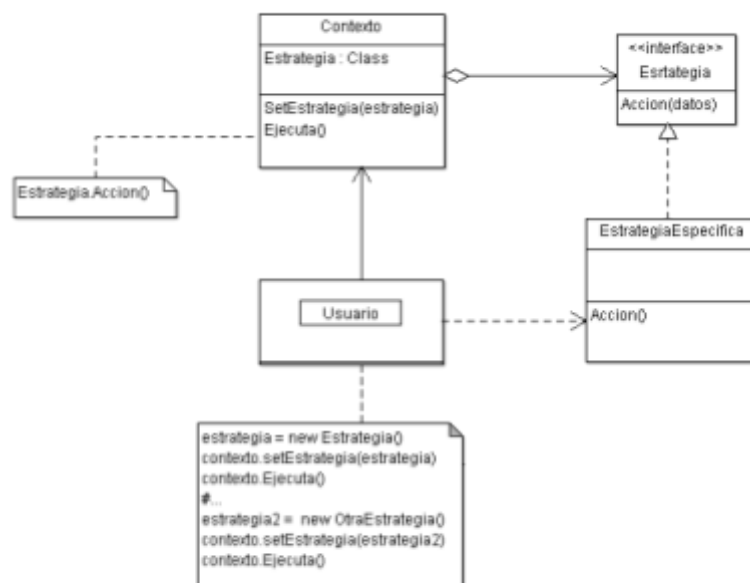 Contexto
Estrategia : Class
SetEstrategia(estrategia)
Ejecuta()
<<interface>>
Esrtategia
Accion(datos)
Estrategia.Accion()
EstrategiaEspecifica
Accion()
Usuario
estrategia = new Estrategia()
contexto.setEstrategia(estrategia)
contexto.Ejecuta()
#...
estrategia2 = new OtraEstrategia()
contexto.setEstrategia(estrategia2)
contexto.Ejecuta()